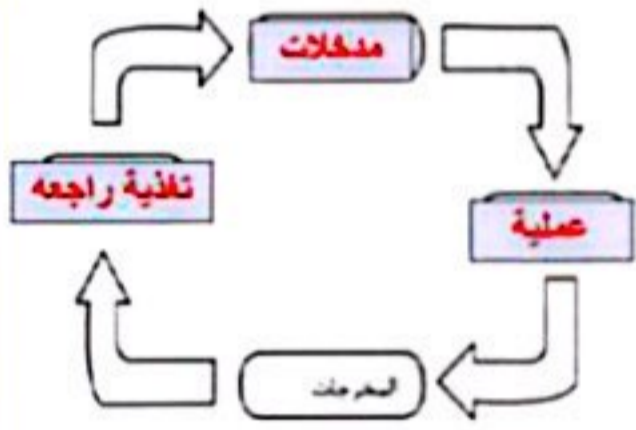 مدخلات
عملية
المخرجات
تغذية راجعه